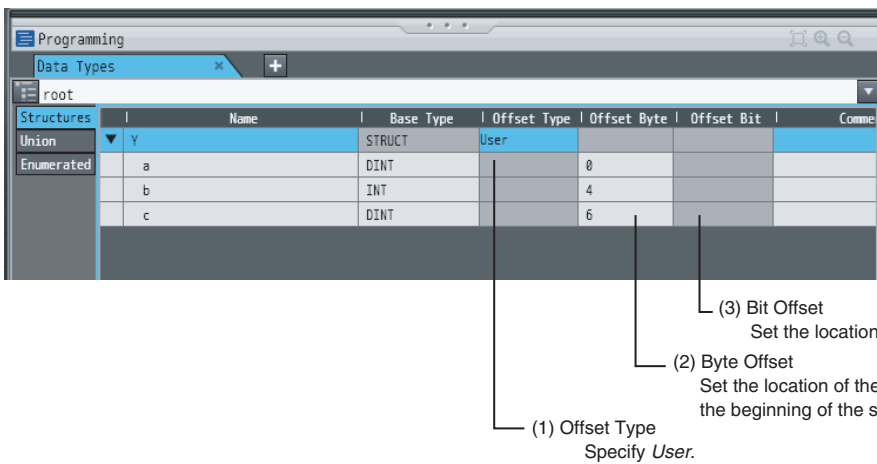 Programming
Data Types × +
root
Structures Name Base Type Offset Type Offset Byte Offset Bit Comme
Union ▼ Y STRUCT User
Enumerated a DINT 0
b INT 4
c DINT 6
(3) Bit Offset
Set the location
(2) Byte Offset
Set the location of the
the beginning of the s
(1) Offset Type
Specify User.